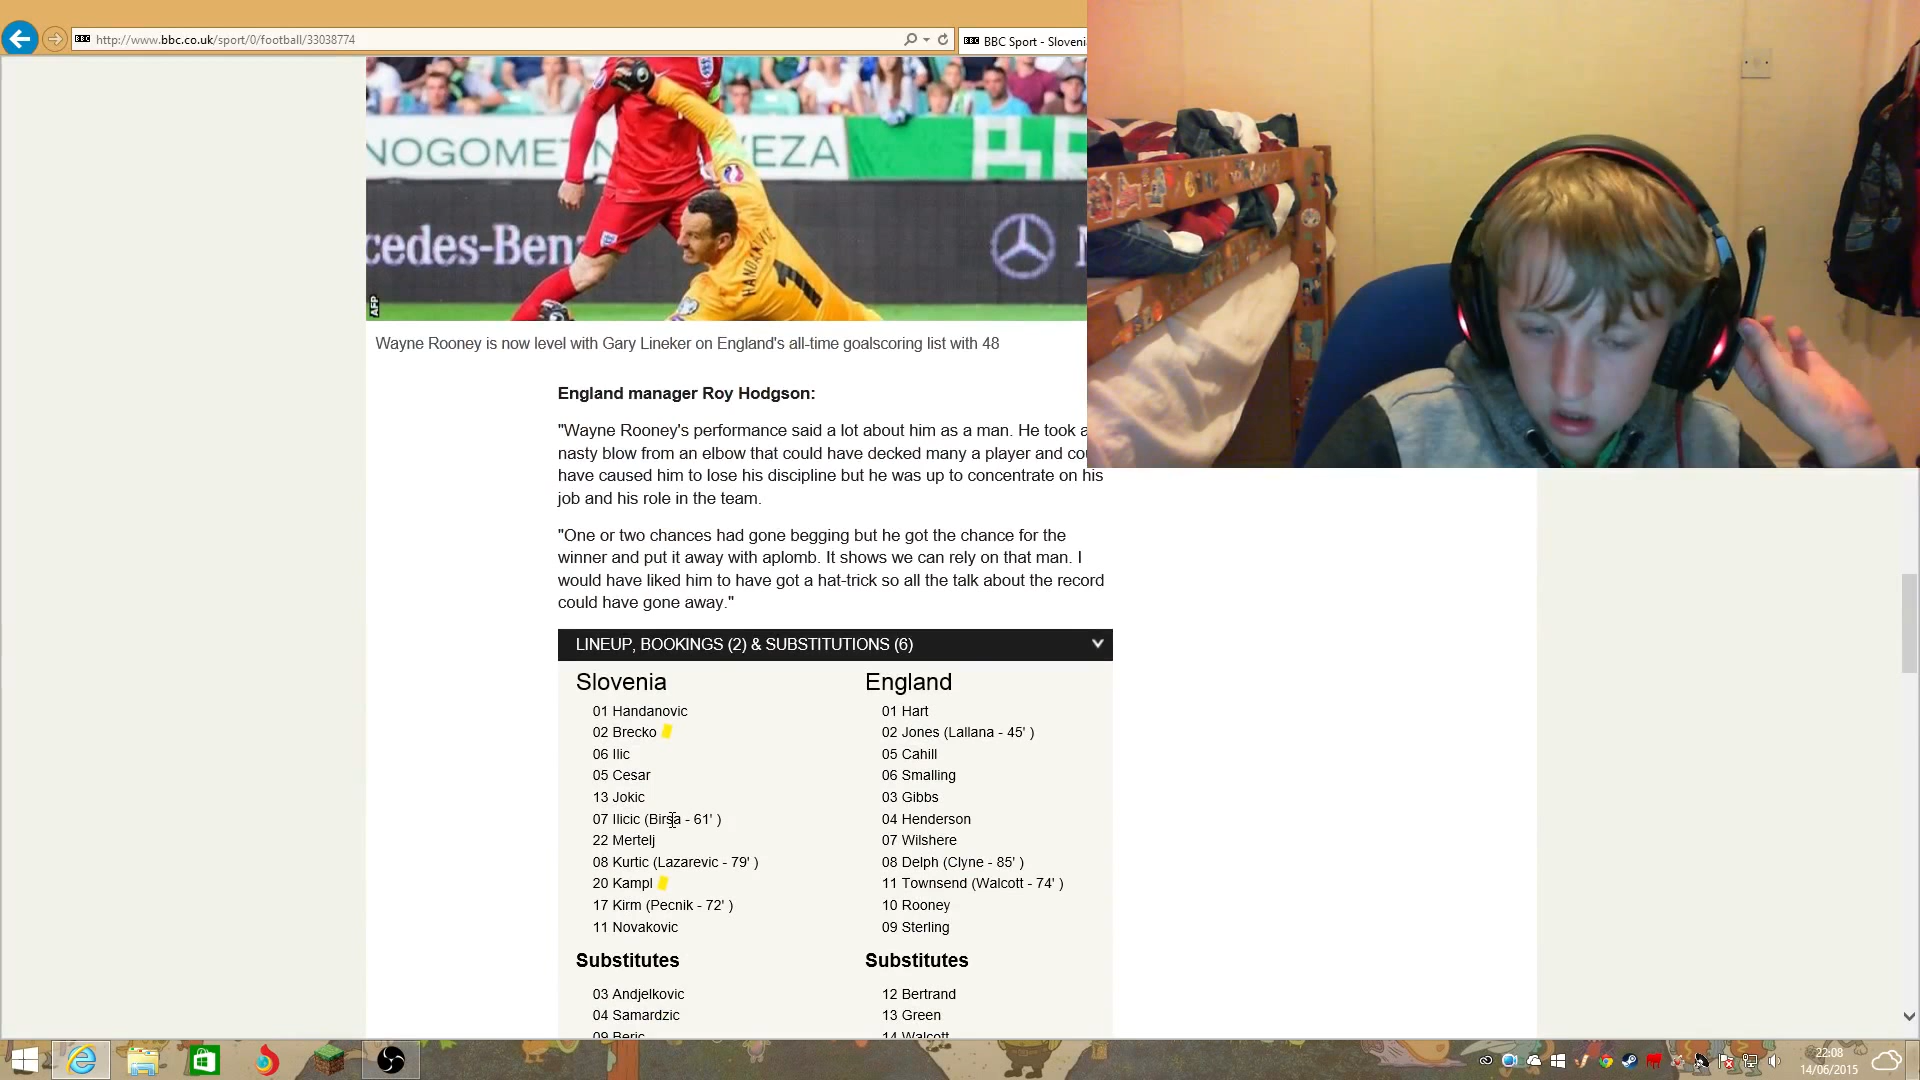 http://www.bbc.co.uk/sport/0/football/33038774
BBC BBC Sport - Sloveni
NOGOMET
VEZA
cedes-Benz
HANDANOVIC
1
AFP
Wayne Rooney is now level with Gary Lineker on England's all-time goalscoring list with 48
England manager Roy Hodgson:
"Wayne Rooney's performance said a lot about him as a man. He took a
nasty blow from an elbow that could have decked many a player and cou
have caused him to lose his discipline but he was up to concentrate on his
job and his role in the team.
"One or two chances had gone begging but he got the chance for the
winner and put it away with aplomb. It shows we can rely on that man. I
would have liked him to have got a hat-trick so all the talk about the record
could have gone away."
LINEUP, BOOKINGS (2) & SUBSTITUTIONS (6)
Slovenia
01 Handanovic
02 Brecko
06 Ilic
05 Cesar
13 Jokic
07 Ilicic (Birsa - 61' )
22 Mertelj
08 Kurtic (Lazarevic - 79' )
20 Kampl
17 Kirm (Pecnik - 72' )
11 Novakovic
Substitutes
03 Andjelkovic
04 Samardzic
09 Beric
England
01 Hart
02 Jones (Lallana - 45' )
05 Cahill
06 Smalling
03 Gibbs
04 Henderson
07 Wilshere
08 Delph (Clyne - 85' )
11 Townsend (Walcott - 74' )
10 Rooney
09 Sterling
Substitutes
12 Bertrand
13 Green
14 Walcott
22:08
14/06/2015